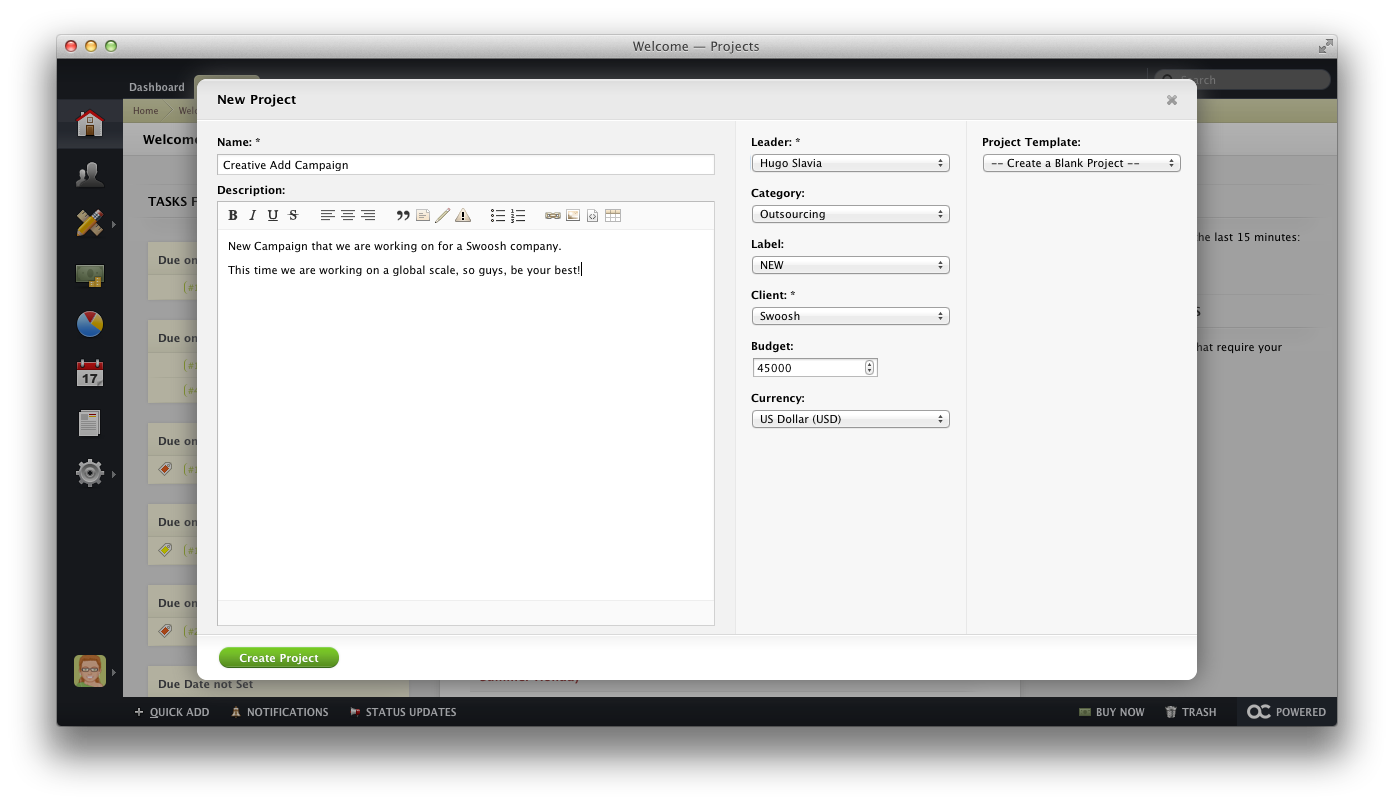 Welcome — Projects
Dashboard
Search
Home
Welcome
TASKS
New Project
Name: *
Creative Add Campaign
Description:
B I U S
New Campaign that we are working on for a Swoosh company.
This time we are working on a global scale, so guys, be your best!
Leader: *
Hugo Slavia
Category:
Outsourcing
Label:
NEW
Client: *
Swoosh
Budget:
45000
Currency:
US Dollar (USD)
Project Template:
-- Create a Blank Project --
Create Project
he last 15 minutes:
hat require your
Due on
Due on
17
Due on
Due on
Due on
Due Date not Set
QUICK ADD
NOTIFICATIONS
STATUS UPDATES
BUY NOW
TRASH
POWERED